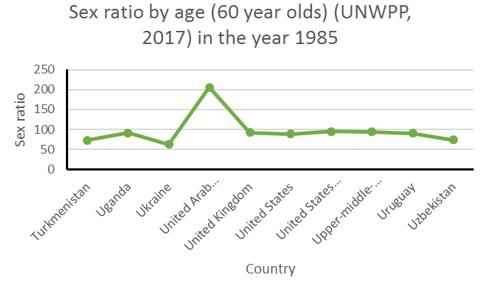 Sex ratio by age (60 year olds) (UNWPP,
2017) in the year 1985
250
200
150
100
50
0
Sex ratio
Turkmenistan
Uganda
Ukraine
United Arab...
United Kingdom
United States
United States...
Upper-middle-...
Uruguay
Uzbekistan
Country